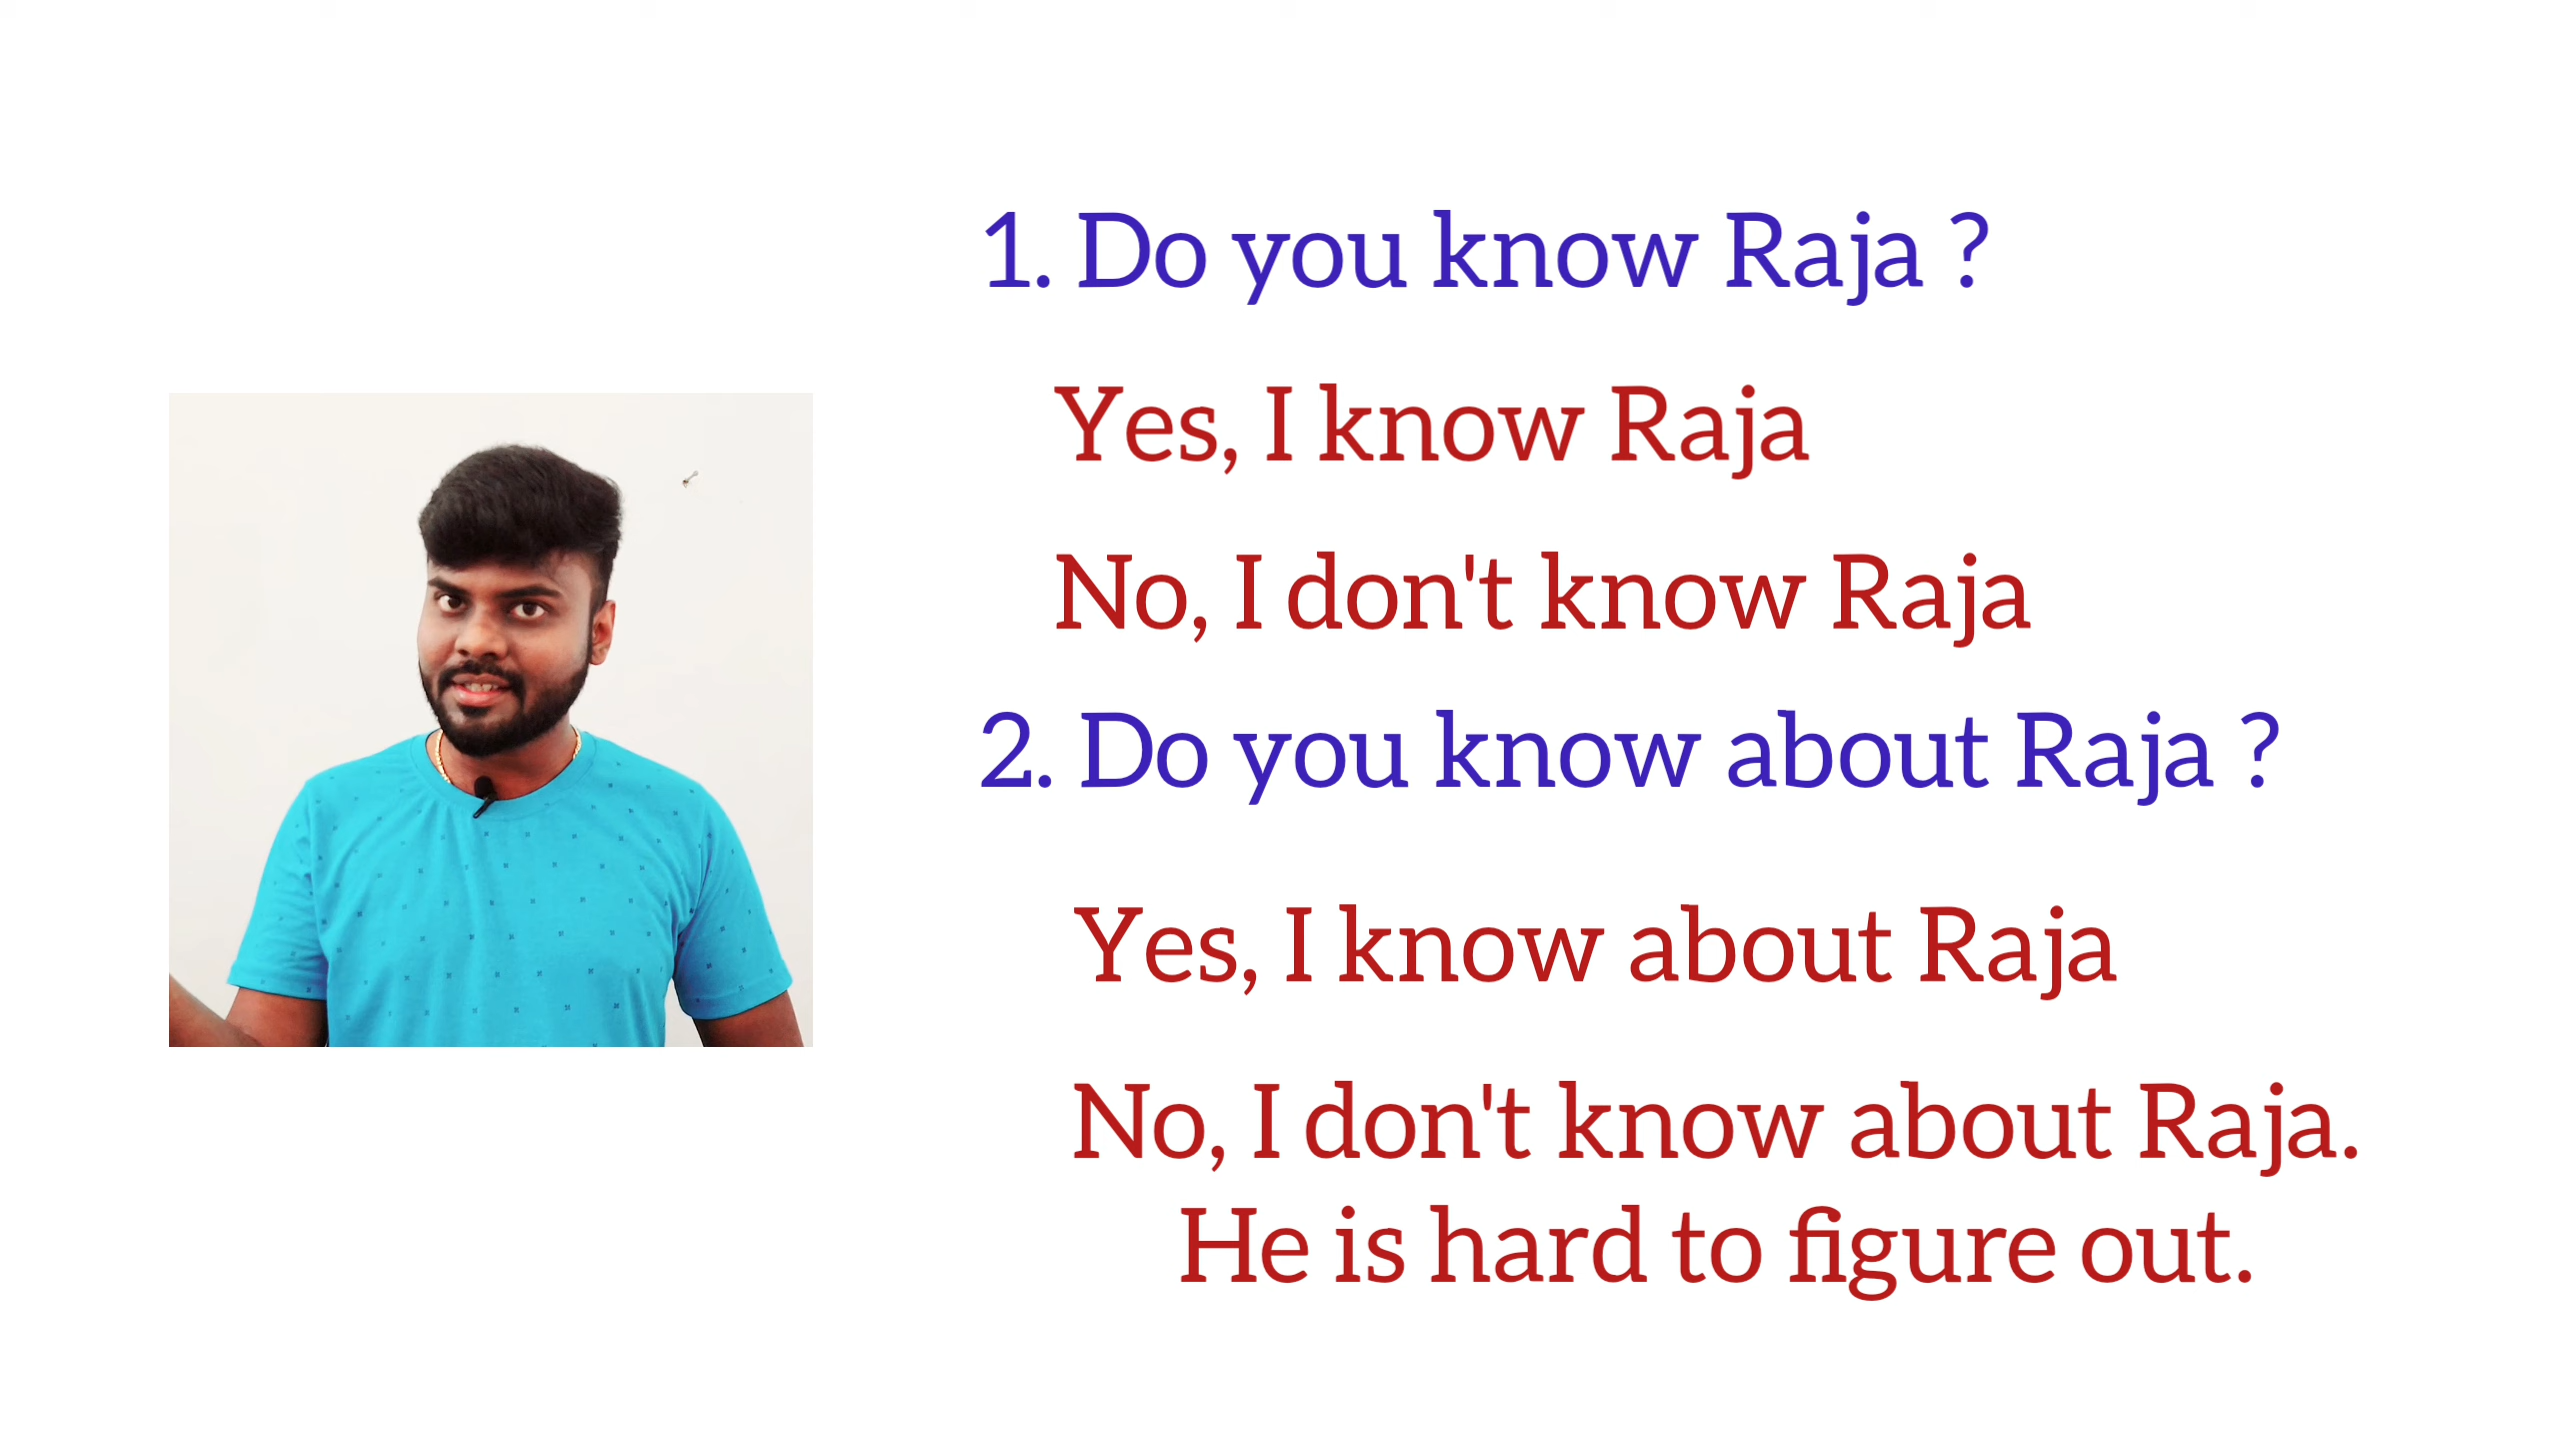 1. Do you know Raja ?
Yes, I know Raja
No, I don't know Raja
2. Do you know about Raja ?
Yes, I know about Raja
No, I don't know about Raja.
He is hard to figure out.